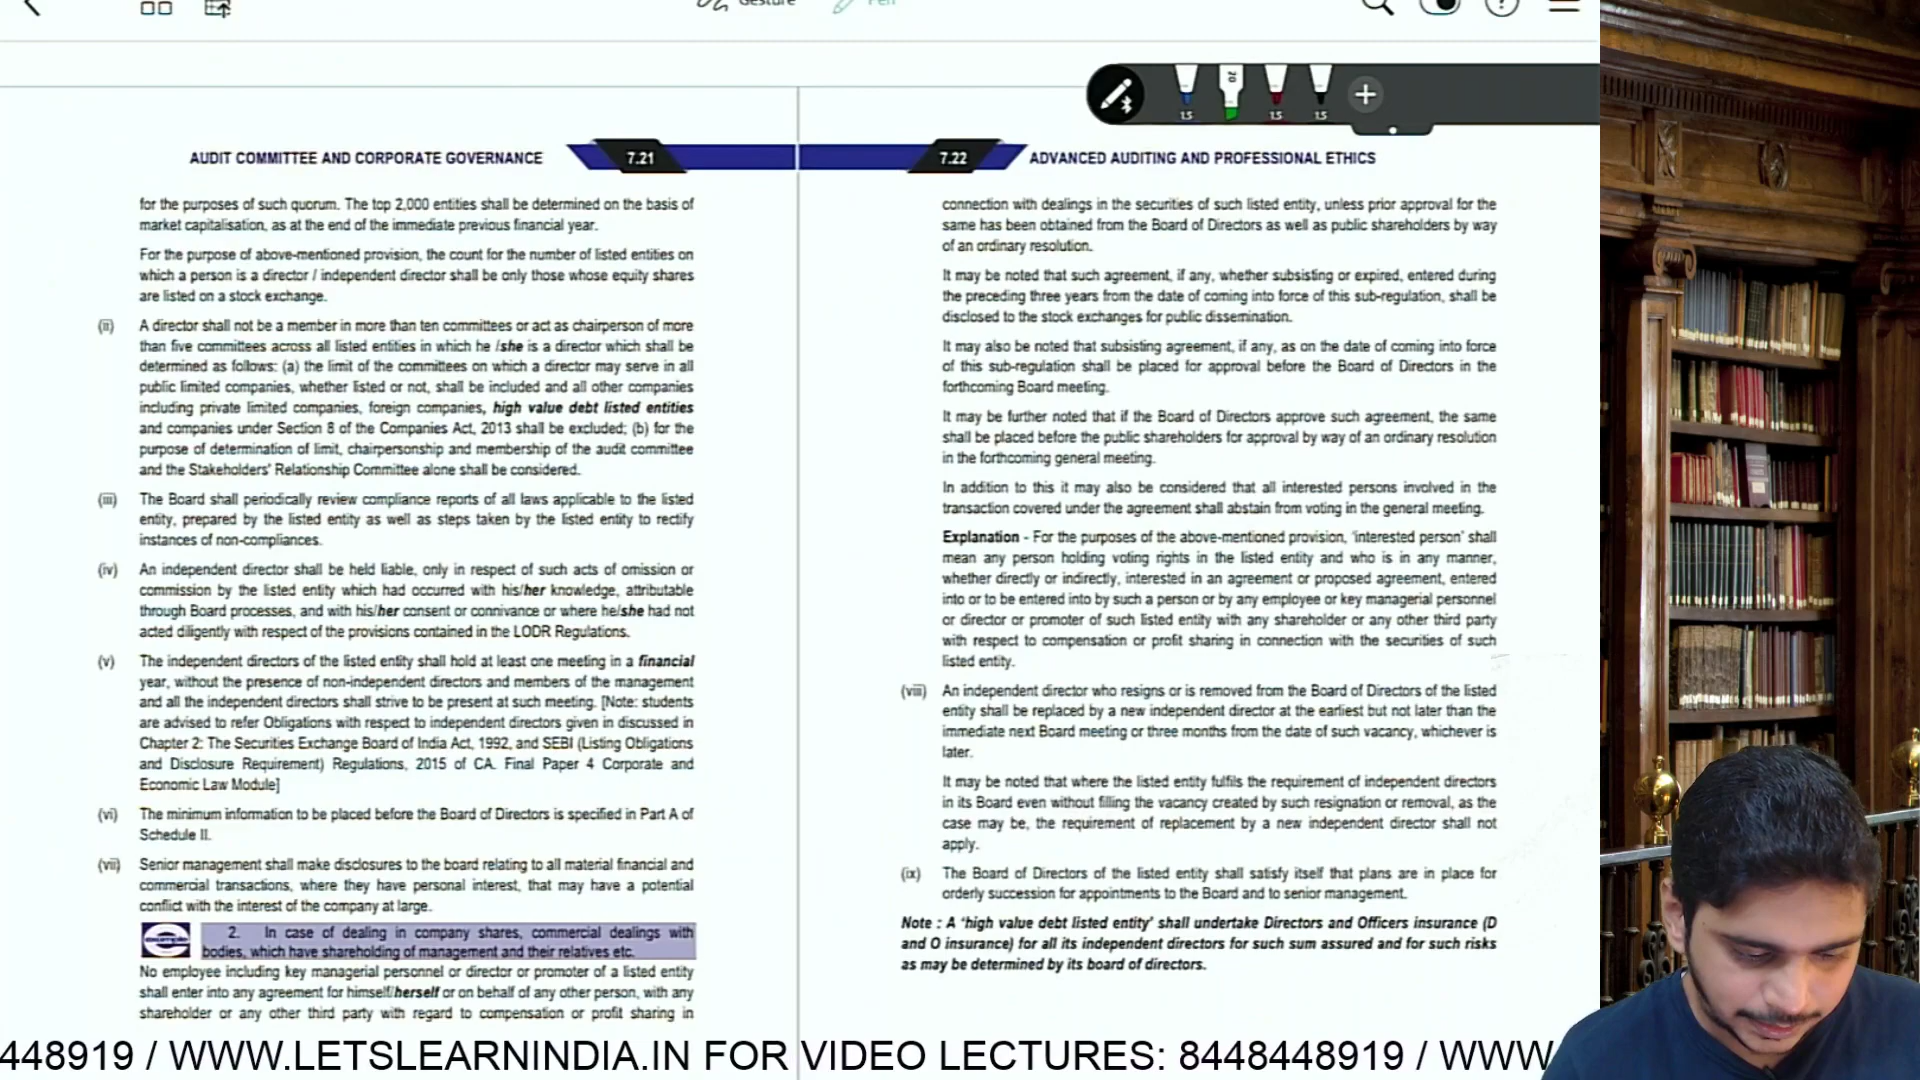 Gesture
Pen
20
1.5
1.5
1.5
AUDIT COMMITTEE AND CORPORATE GOVERNANCE
7.21
for the purposes of such quorum. The top 2,000 entities shall be determined on the basis of
market capitalisation, as at the end of the immediate previous financial year.
For the purpose of above-mentioned provision, the count for the number of listed entities on
which a person is a director / independent director shall be only those whose equity shares
are listed on a stock exchange.
(ii) A director shall not be a member in more than ten committees or act as chairperson of more
than five committees across all listed entities in which he /she is a director which shall be
determined as follows: (a) the limit of the committees on which a director may serve in all
public limited companies, whether listed or not, shall be included and all other companies
including private limited companies, foreign companies, high value debt listed entities
and companies under Section 8 of the Companies Act, 2013 shall be excluded; (b) for the
purpose of determination of limit, chairpersonship and membership of the audit committee
and the Stakeholders' Relationship Committee alone shall be considered.
(iii) The Board shall periodically review compliance reports of all laws applicable to the listed
entity, prepared by the listed entity as well as steps taken by the listed entity to rectify
instances of non-compliances.
(iv) An independent director shall be held liable, only in respect of such acts of omission or
commission by the listed entity which had occurred with his/her knowledge, attributable
through Board processes, and with his/her consent or connivance or where he/she had not
acted diligently with respect of the provisions contained in the LODR Regulations.
(v) The independent directors of the listed entity shall hold at least one meeting in a financial
year, without the presence of non-independent directors and members of the management
and all the independent directors shall strive to be present at such meeting. [Note: students
are advised to refer Obligations with respect to independent directors given in discussed in
Chapter 2: The Securities Exchange Board of India Act, 1992, and SEBI (Listing Obligations
and Disclosure Requirement) Regulations, 2015 of CA. Final Paper 4 Corporate and
Economic Law Module]
(vi) The minimum information to be placed before the Board of Directors is specified in Part A of
Schedule II.
(vii) Senior management shall make disclosures to the board relating to all material financial and
commercial transactions, where they have personal interest, that may have a potential
conflict with the interest of the company at large.
example
2. In case of dealing in company shares, commercial dealings with
bodies, which have shareholding of management and their relatives etc.
No employee including key managerial personnel or director or promoter of a listed entity
shall enter into any agreement for himself/herself or on behalf of any other person, with any
shareholder or any other third party with regard to compensation or profit sharing in
7.22
ADVANCED AUDITING AND PROFESSIONAL ETHICS
connection with dealings in the securities of such listed entity, unless prior approval for the
same has been obtained from the Board of Directors as well as public shareholders by way
of an ordinary resolution.
It may be noted that such agreement, if any, whether subsisting or expired, entered during
the preceding three years from the date of coming into force of this sub-regulation, shall be
disclosed to the stock exchanges for public dissemination.
It may also be noted that subsisting agreement, if any, as on the date of coming into force
of this sub-regulation shall be placed for approval before the Board of Directors in the
forthcoming Board meeting.
It may be further noted that if the Board of Directors approve such agreement, the same
shall be placed before the public shareholders for approval by way of an ordinary resolution
in the forthcoming general meeting.
In addition to this it may also be considered that all interested persons involved in the
transaction covered under the agreement shall abstain from voting in the general meeting.
Explanation - For the purposes of the above-mentioned provision, 'interested person' shall
mean any person holding voting rights in the listed entity and who is in any manner,
whether directly or indirectly, interested in an agreement or proposed agreement, entered
into or to be entered into by such a person or by any employee or key managerial personnel
or director or promoter of such listed entity with any shareholder or any other third party
with respect to compensation or profit sharing in connection with the securities of such
listed entity.
(viii) An independent director who resigns or is removed from the Board of Directors of the listed
entity shall be replaced by a new independent director at the earliest but not later than the
immediate next Board meeting or three months from the date of such vacancy, whichever is
later.
It may be noted that where the listed entity fulfils the requirement of independent directors
in its Board even without filling the vacancy created by such resignation or removal, as the
case may be, the requirement of replacement by a new independent director shall not
apply.
(ix) The Board of Directors of the listed entity shall satisfy itself that plans are in place for
orderly succession for appointments to the Board and to senior management.
Note : A 'high value debt listed entity' shall undertake Directors and Officers insurance (D
and O insurance) for all its independent directors for such sum assured and for such risks
as may be determined by its board of directors.
448919 / WWW.LETSLEARNINDIA.IN FOR VIDEO LECTURES: 8448448919 / WWW